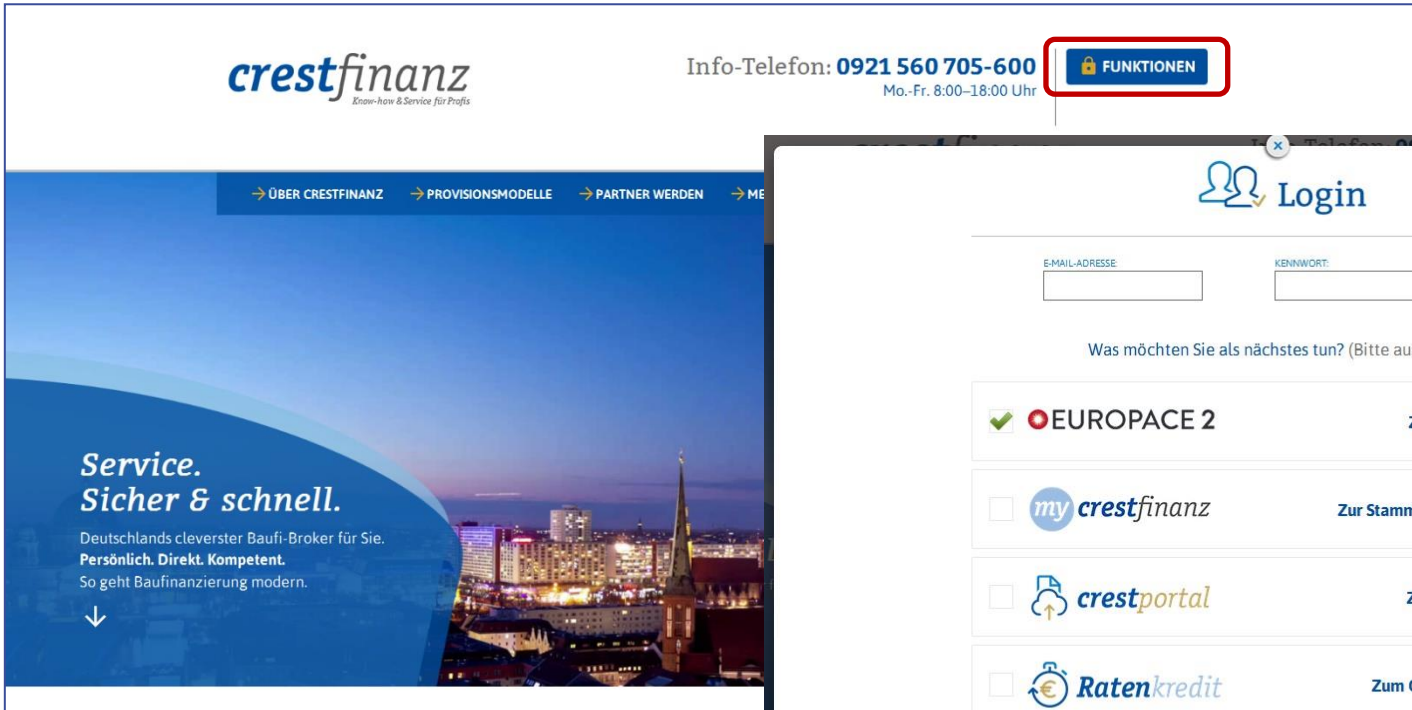 crestfinanz
Know-how & Service für Profis
Info-Telefon: 0921 560 705-600
Mo.-Fr. 8:00–18:00 Uhr
FUNKTIONEN
ÜBER CRESTFINANZ PROVISIONSMODELLE PARTNER WERDEN ME
Service.
Sicher & schnell.
Deutschlands cleverster Baufi-Broker für Sie.
Persönlich. Direkt. Kompetent.
So geht Baufinanzierung modern.
Login
E-MAIL-ADRESSE:
KENNWORT:
Was möchten Sie als nächstes tun? (Bitte au
EUROPACE 2
Z
my crestfinanz
Zur Stamm
crestportal
Z
Ratenkredit
Zum